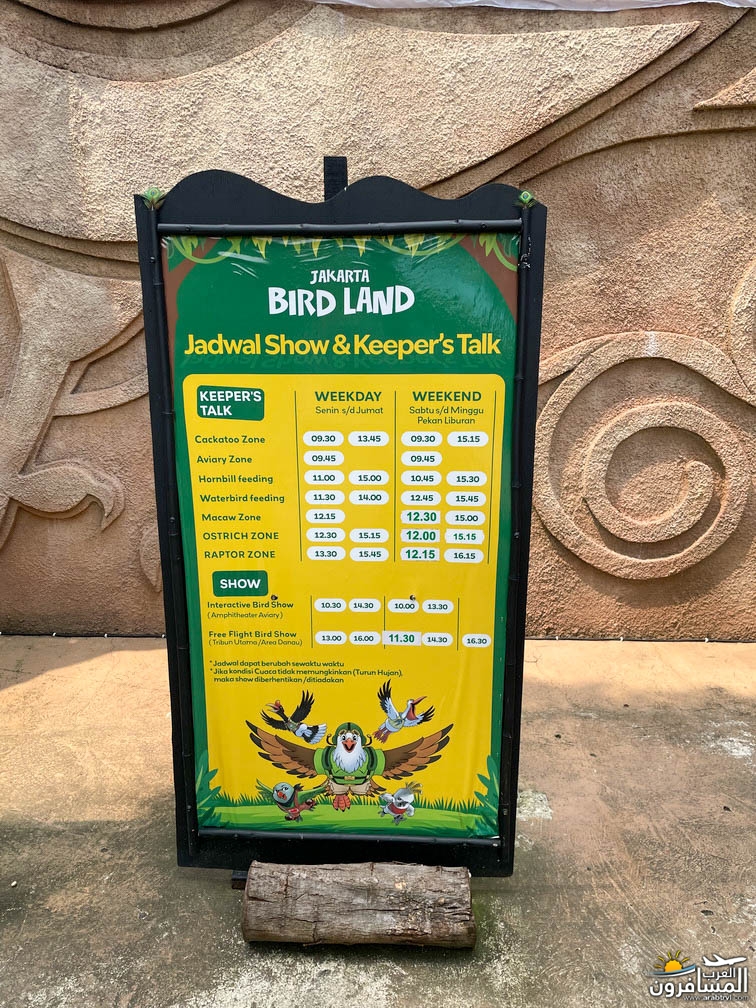 JAKARTA
BIRD LAND
Jadwal Show & Keeper's Talk
KEEPER'S TALK WEEKDAY WEEKEND
Senin s/d Jumat Sabtu s/d Minggu
Pekan Liburan
Cackatoo Zone 09.30 13.45 09.30 15.15
Aviary Zone 09.45 09.45
Hornbill feeding 11.00 15.00 10.45 15.30
Waterbird feeding 11.30 14.00 12.45 15.45
Macaw Zone 12.15 12.30 15.00
OSTRICH ZONE 12.30 15.15 12.00 15.15
RAPTOR ZONE 13.30 15.45 12.15 16.15
SHOW
Interactive Bird Show 10.30 14.30 10.00 13.30
(Amphitheater Aviary)
Free Flight Bird Show 13.00 16.00 11.30 14.30 16.30
(Tribun Utama /Area Danau)
*Jadwal dapat berubah sewaktu waktu
*Jika kondisi Cuaca tidak memungkinkan (Turun Hujan),
maka show diberhentikan /ditiadakan
العرب
المسافرون
www.arabtrvl.com